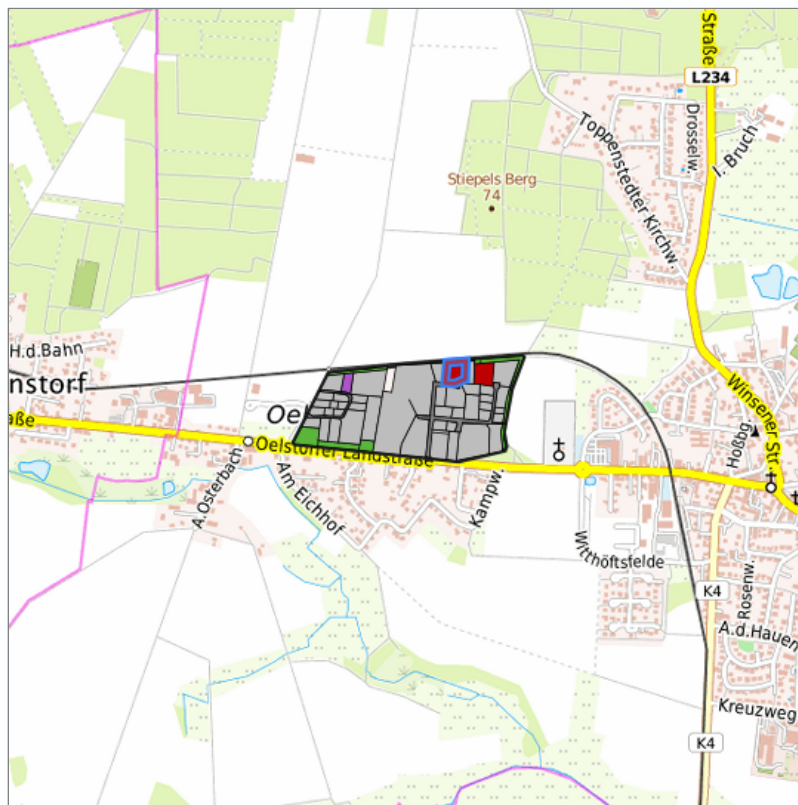 Straße
L234
Drosselw.
I. Bruch
Toppenstedter Kirchw.
Stiepels Berg
74
H.d.Bahn
nstorf
Winsener Str.
aße
Oel
Oelstorfer Landstraße
Hoßbg.
A.Osterbach
Am Eichhof
Kampw.
Witthöftsfelde
K4
Rosenw.
A.d.Hauen
Kreuzweg
K4